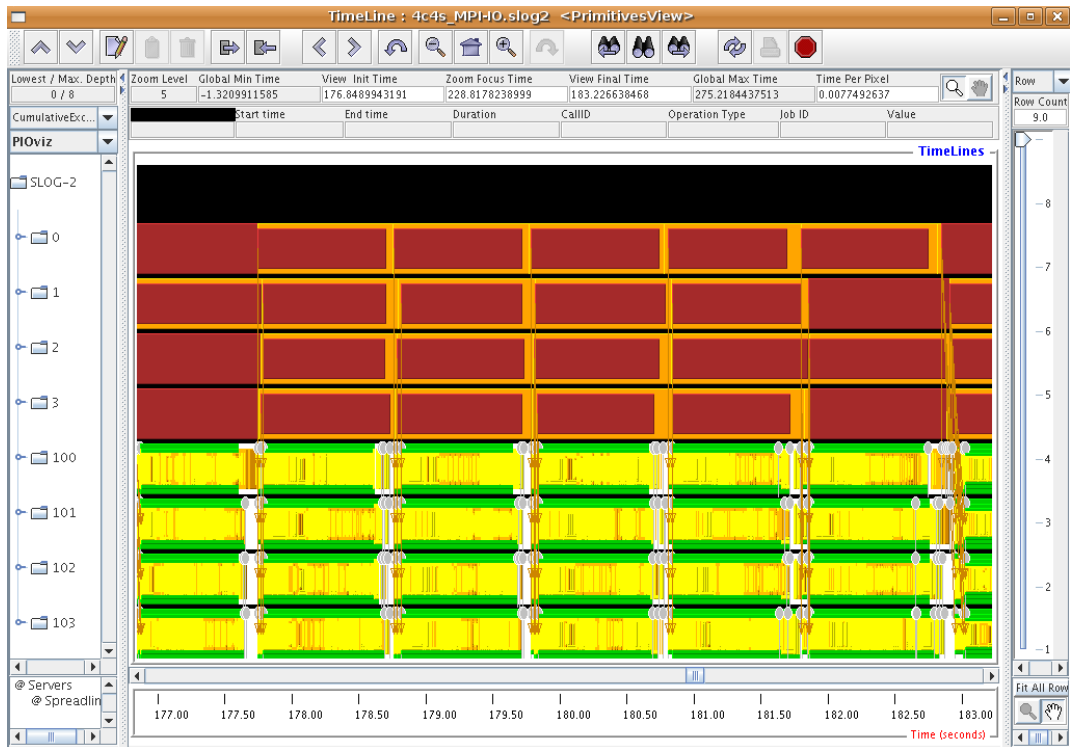 TimeLine : 4c4s_MPI-IO.slog2 <PrimitivesView>
Lowest / Max. Depth
0 / 8
Zoom Level
Global Min Time
View Init Time
Zoom Focus Time
View Final Time
Global Max Time
Time Per Pixel
5
-1.3209911585
176.8489943191
228.8178238999
183.226638468
275.2184437513
0.0077492637
Row
Row Count
9.0
CumulativeExc...
Start time
End time
Duration
CallID
Operation Type
Job ID
Value
PIOviz
TimeLines
SLOG-2
0
1
2
3
100
101
102
103
8
7
6
5
4
3
2
1
@ Servers
@ Spreadlin
Fit All Row
177.00
177.50
178.00
178.50
179.00
179.50
180.00
180.50
181.00
181.50
182.00
182.50
183.00
Time (seconds)